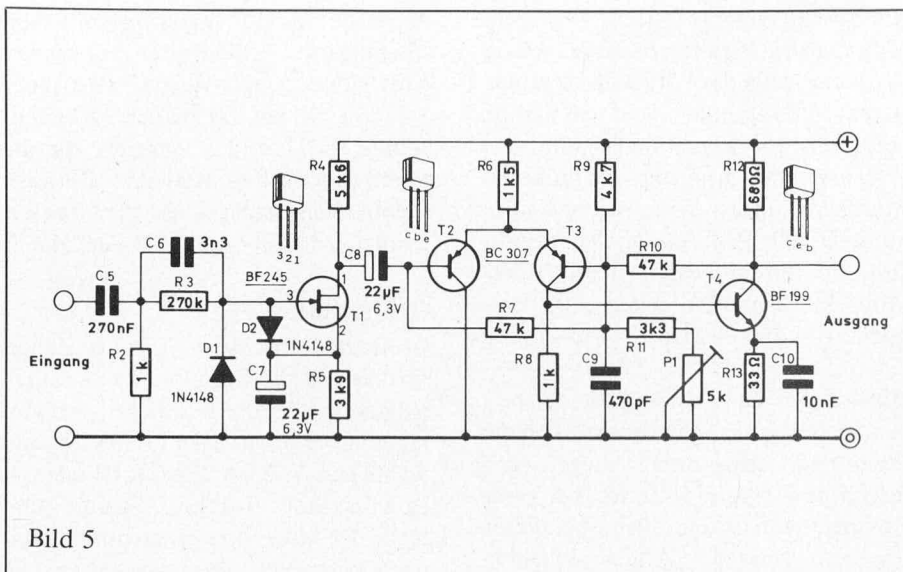 R4
5k6
R6
1k5
R9
4k7
R12
680Ω
C6
3n3
3 2 1
c b e
c e b
C8
T2
T3
BC 307
R10
47 k
C5
270nF
R3
270k
BF245
3
1
2
T1
22µF
6,3V
R7
47 k
T4
BF 199
Eingang
Ausgang
R2
1 k
D1
1N4148
D2
1N4148
C7
22µF
6,3V
R5
3k9
R8
1 k
C9
470pF
3k3
R11
P1
5k
R13
39Ω
C10
10nF
Bild 5